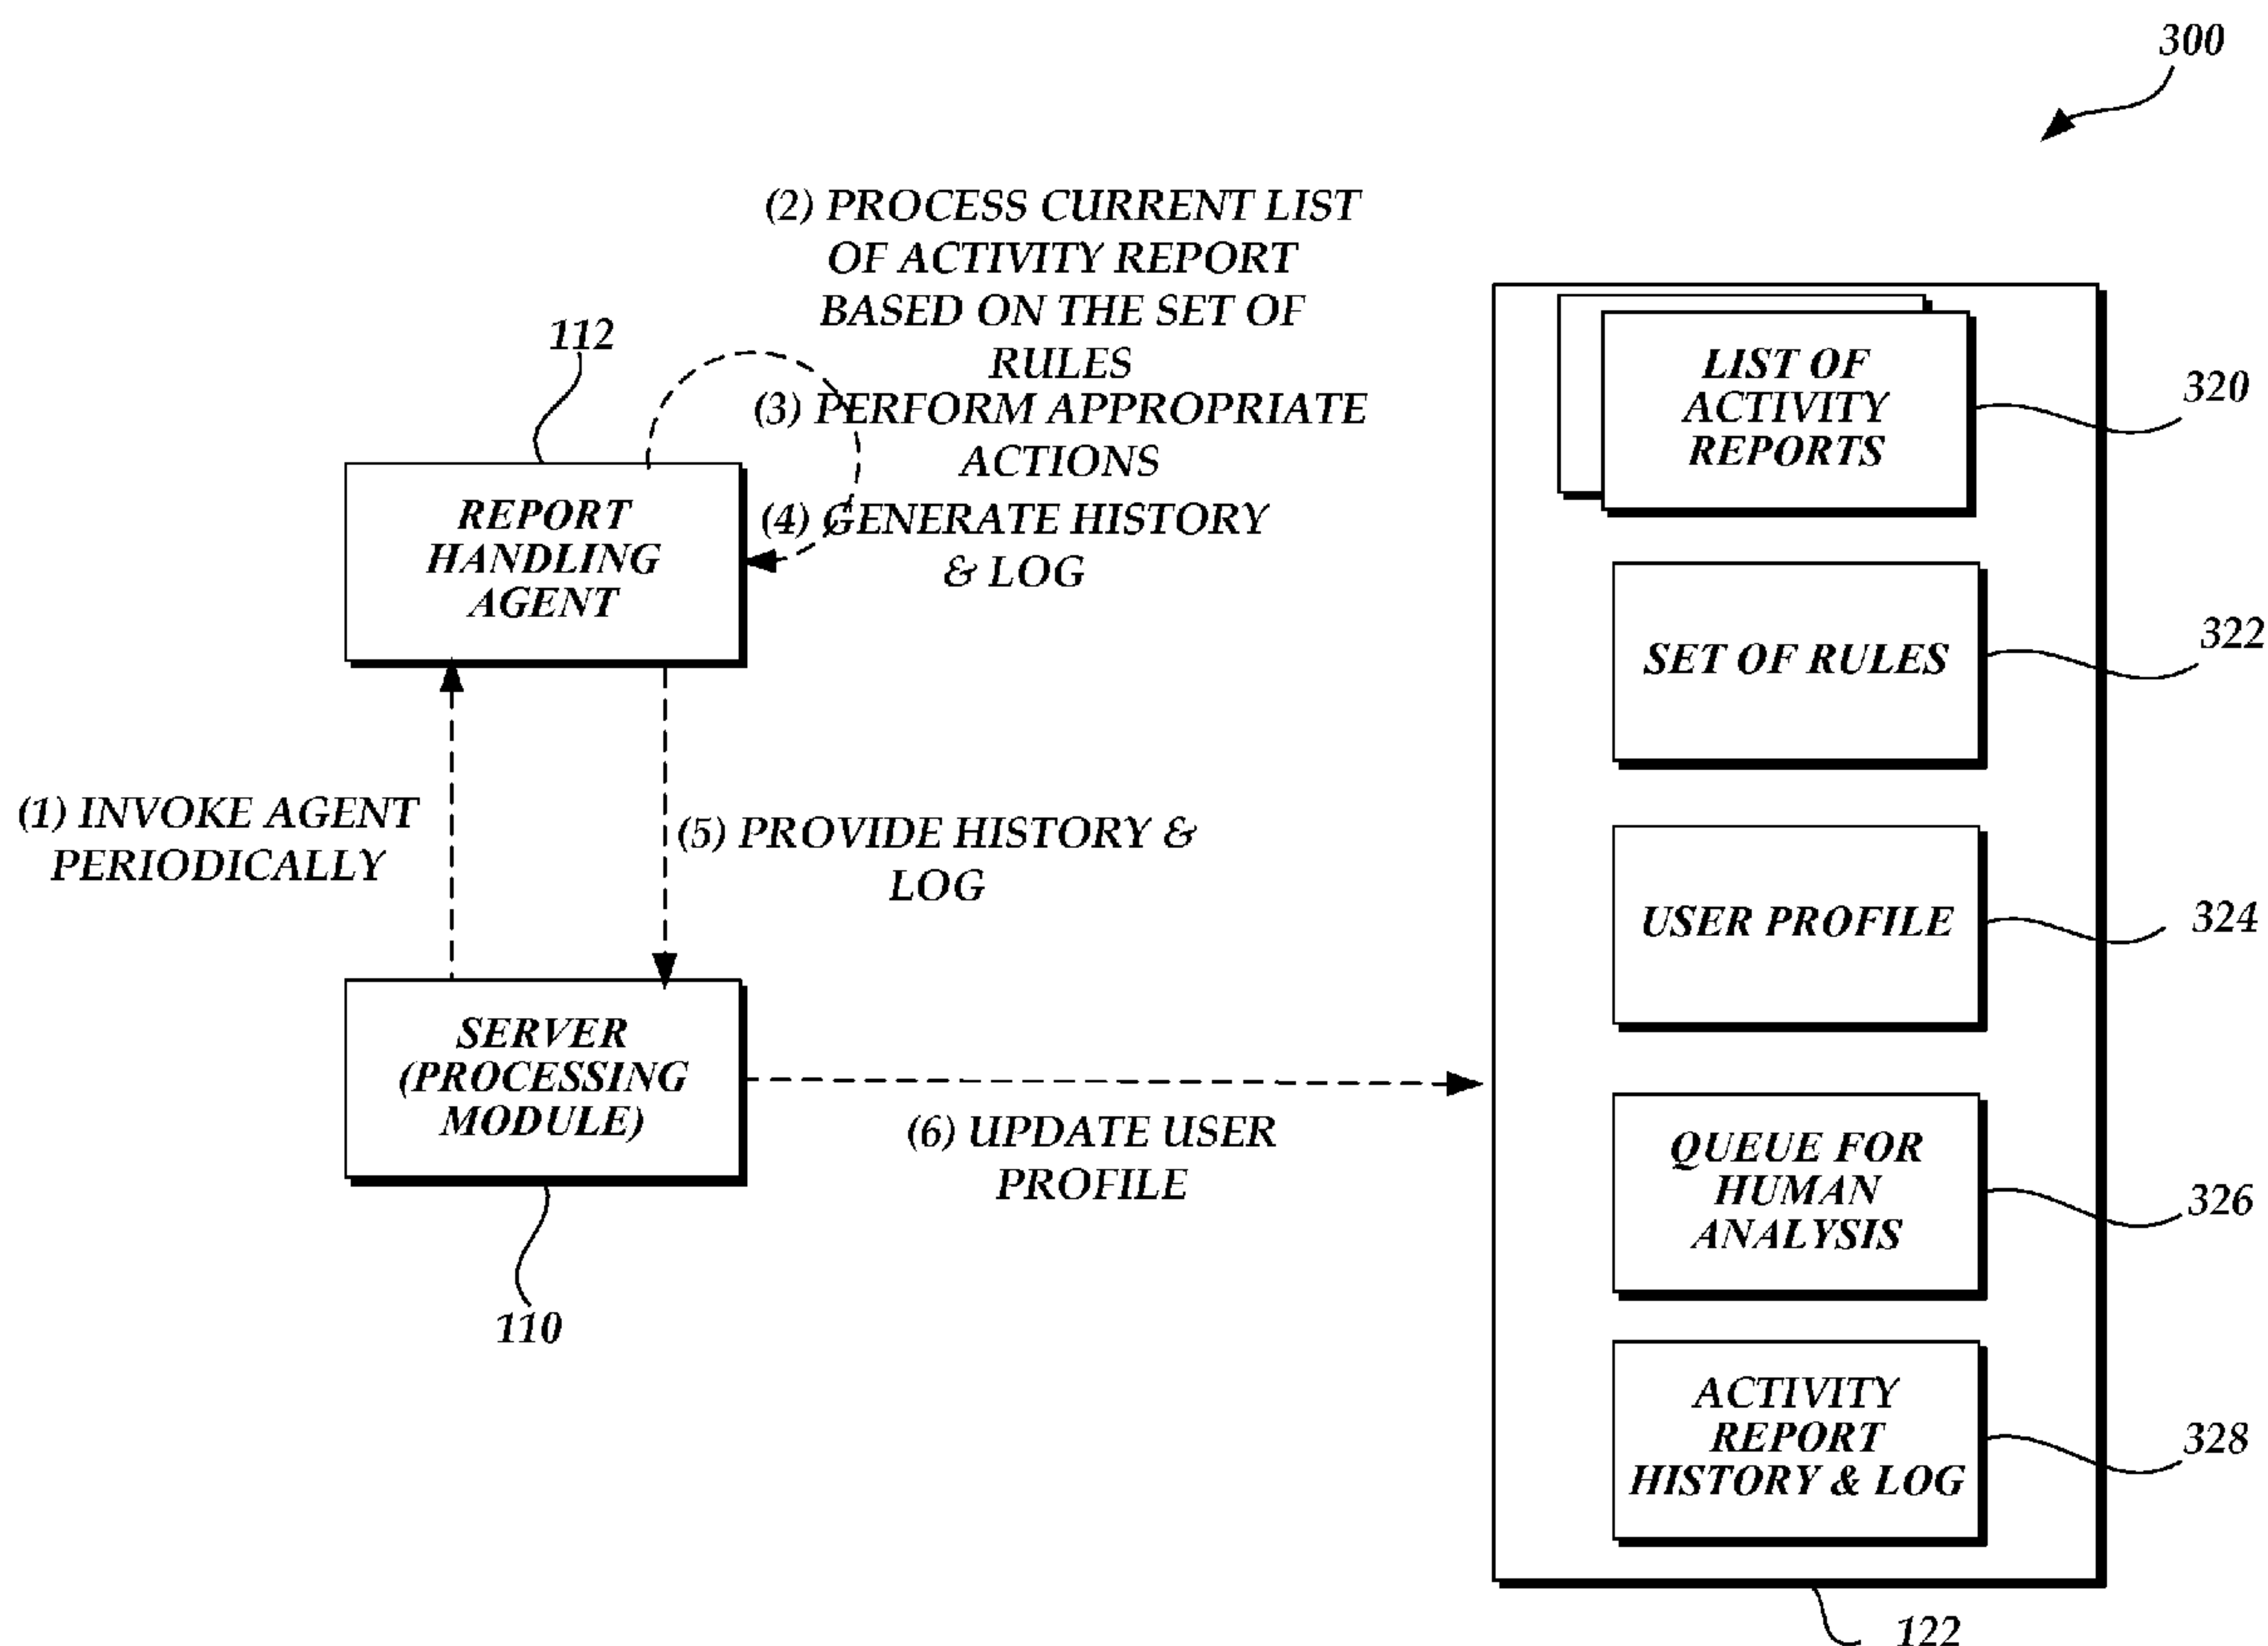 300
(2) PROCESS CURRENT LIST
OF ACTIVITY REPORT
BASED ON THE SET OF
RULES
(3) PERFORM APPROPRIATE
ACTIONS
(4) GENERATE HISTORY
& LOG
112
REPORT
HANDLING
AGENT
(1) INVOKE AGENT
PERIODICALLY
(5) PROVIDE HISTORY &
LOG
SERVER
(PROCESSING
MODULE)
110
(6) UPDATE USER
PROFILE
LIST OF
ACTIVITY
REPORTS
320
SET OF RULES
322
USER PROFILE
324
QUEUE FOR
HUMAN
ANALYSIS
326
ACTIVITY
REPORT
HISTORY & LOG
328
122